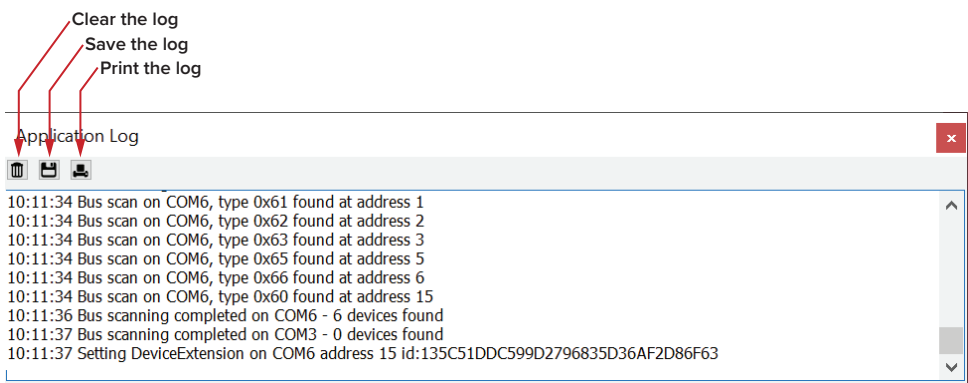 Clear the log
Save the log
Print the log
Application Log
10:11:34 Bus scan on COM6, type 0x61 found at address 1
10:11:34 Bus scan on COM6, type 0x62 found at address 2
10:11:34 Bus scan on COM6, type 0x63 found at address 3
10:11:34 Bus scan on COM6, type 0x65 found at address 5
10:11:34 Bus scan on COM6, type 0x66 found at address 6
10:11:34 Bus scan on COM6, type 0x60 found at address 15
10:11:36 Bus scanning completed on COM6 - 6 devices found
10:11:37 Bus scanning completed on COM3 - 0 devices found
10:11:37 Setting DeviceExtension on COM6 address 15 id:135C51DDC599D2796835D36AF2D86F63